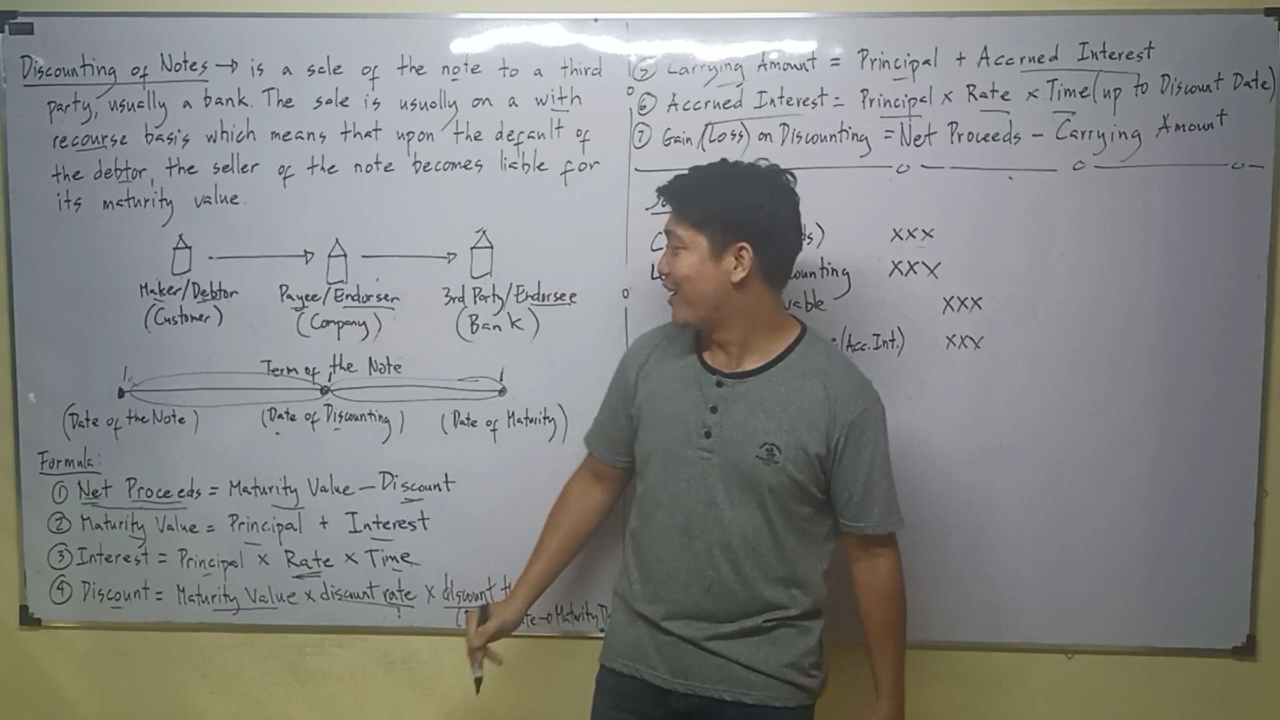 Discounting of Notes → is a sale of the note to a third
party, usually a bank. The sale is usually on a with
recourse basis which means that upon the default of
the debtor, the seller of the note becomes liable for
its maturity value.
Maker/Debtor
(Customer)
Payee/Endorser
(Company)
3rd Party/Endorsee
(Bank)
Term of the Note
(Date of the Note)
(Date of Discounting)
(Date of Maturity)
Formula:
① Net Proceeds = Maturity Value - Discount
② Maturity Value = Principal + Interest
③ Interest = Principal × Rate × Time
④ Discount = Maturity Value × discount rate × discount
⑤ Carrying Amount = Principal + Accrued Interest
⑥ Accrued Interest = Principal × Rate × Time (up to Discount Date)
⑦ Gain/(Loss) on Discounting = Net Proceeds - Carrying Amount
xxx
ounting xxx
xxx
(Acc. Int.) xxx